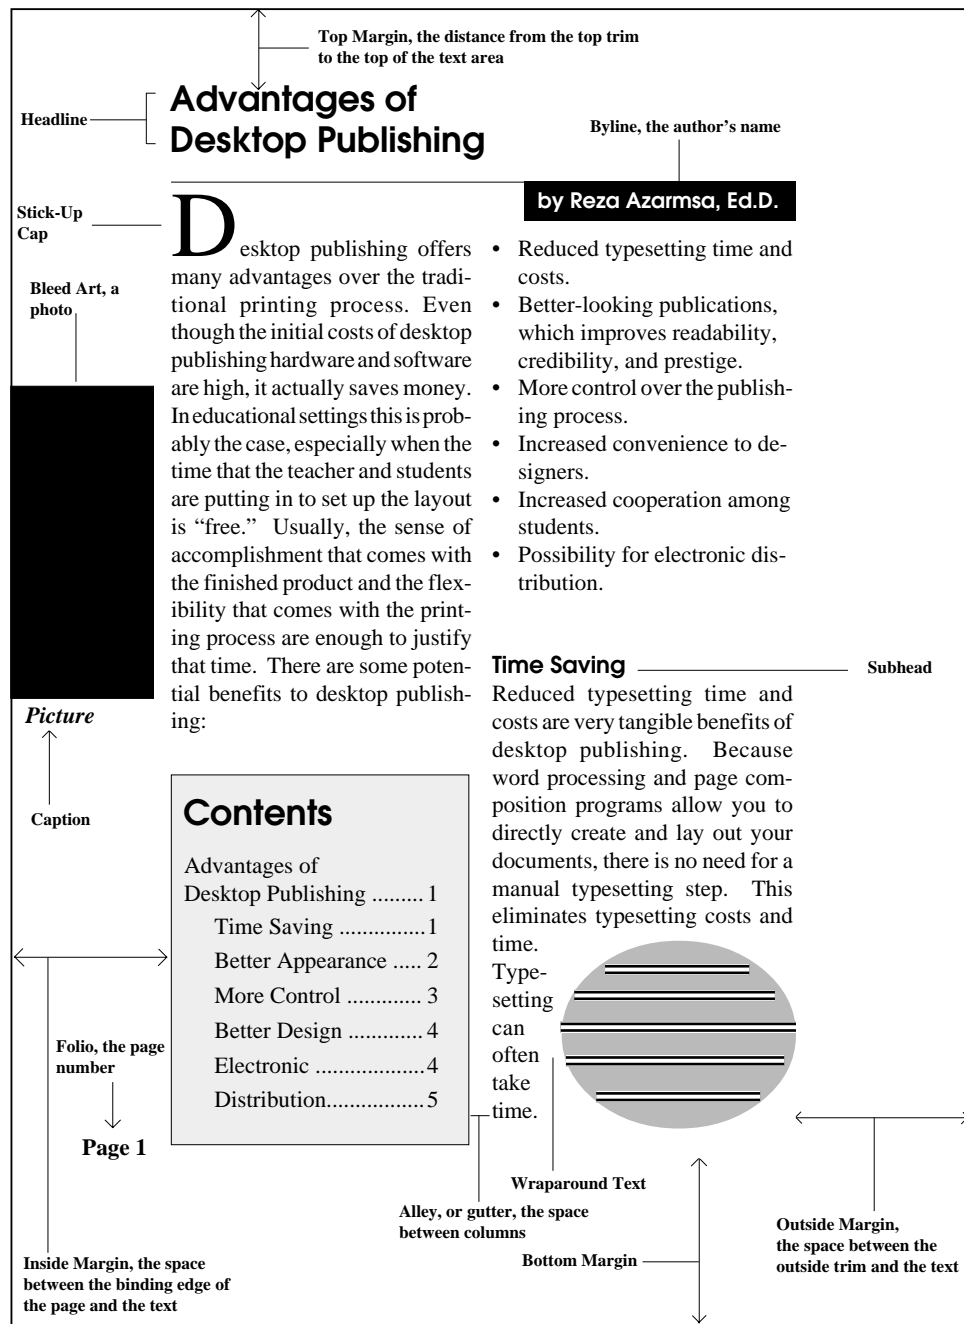 Top Margin, the distance from the top trim
to the top of the text area
Headline
Advantages of
Desktop Publishing
Byline, the author's name
by Reza Azarmsa, Ed.D.
Stick-Up
Cap
Bleed Art, a
photo
Desktop publishing offers
many advantages over the tradi-
tional printing process. Even
though the initial costs of desktop
publishing hardware and software
are high, it actually saves money.
In educational settings this is prob-
ably the case, especially when the
time that the teacher and students
are putting in to set up the layout
is “free.” Usually, the sense of
accomplishment that comes with
the finished product and the flex-
ibility that comes with the print-
ing process are enough to justify
that time. There are some poten-
tial benefits to desktop publish-
ing:
• Reduced typesetting time and
costs.
• Better-looking publications,
which improves readability,
credibility, and prestige.
• More control over the publish-
ing process.
• Increased convenience to de-
signers.
• Increased cooperation among
students.
• Possibility for electronic dis-
tribution.
Picture
Caption
Time Saving
Subhead
Reduced typesetting time and
costs are very tangible benefits of
desktop publishing. Because
word processing and page com-
position programs allow you to
directly create and lay out your
documents, there is no need for a
manual typesetting step. This
eliminates typesetting costs and
time.
Type-
setting
can
often
take
time.
Contents
Advantages of
Desktop Publishing ......... 1
Time Saving ..............1
Better Appearance ..... 2
More Control ............. 3
Better Design ............. 4
Electronic ...................4
Distribution..................5
Folio, the page
number
Page 1
Wraparound Text
Alley, or gutter, the space
between columns
Bottom Margin
Outside Margin,
the space between the
outside trim and the text
Inside Margin, the space
between the binding edge of
the page and the text